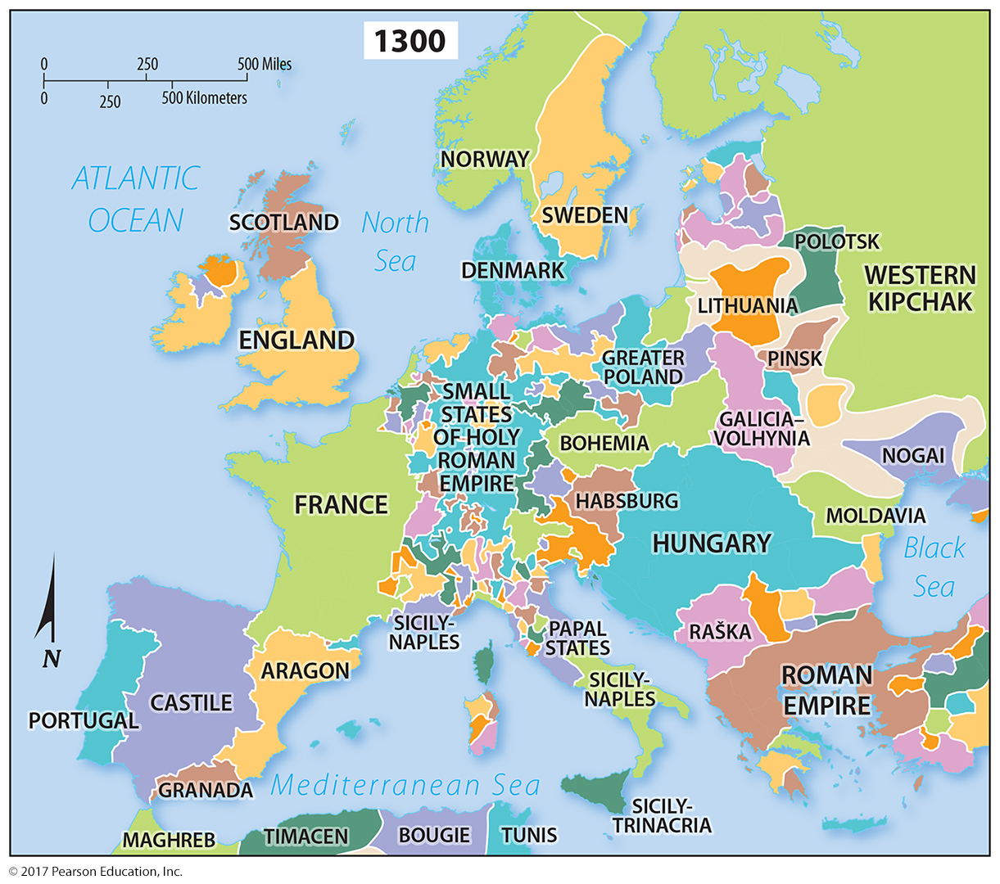 1300
0 250 500 Miles
0 250 500 Kilometers
ATLANTIC
OCEAN
North
Sea
NORWAY
SWEDEN
SCOTLAND
DENMARK
ENGLAND
POLOTSK
WESTERN
KIPCHAK
LITHUANIA
PINSK
GREATER
POLAND
SMALL
STATES
OF HOLY
ROMAN
EMPIRE
GALICIA–
VOLHYNIA
BOHEMIA
NOGAI
FRANCE
HABSBURG
MOLDAVIA
HUNGARY
Black
Sea
N
SICILY-
NAPLES
PAPAL
STATES
RAŠKA
ARAGON
SICILY-
NAPLES
ROMAN
EMPIRE
CASTILE
PORTUGAL
GRANADA
Mediterranean Sea
SICILY-
TRINACRIA
MAGHREB
TIMACEN
BOUGIE
TUNIS
© 2017 Pearson Education, Inc.